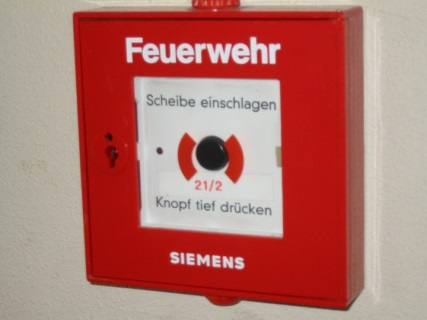 Feuerwehr
Scheibe einschlagen
21/2
Knopf tief drücken
SIEMENS